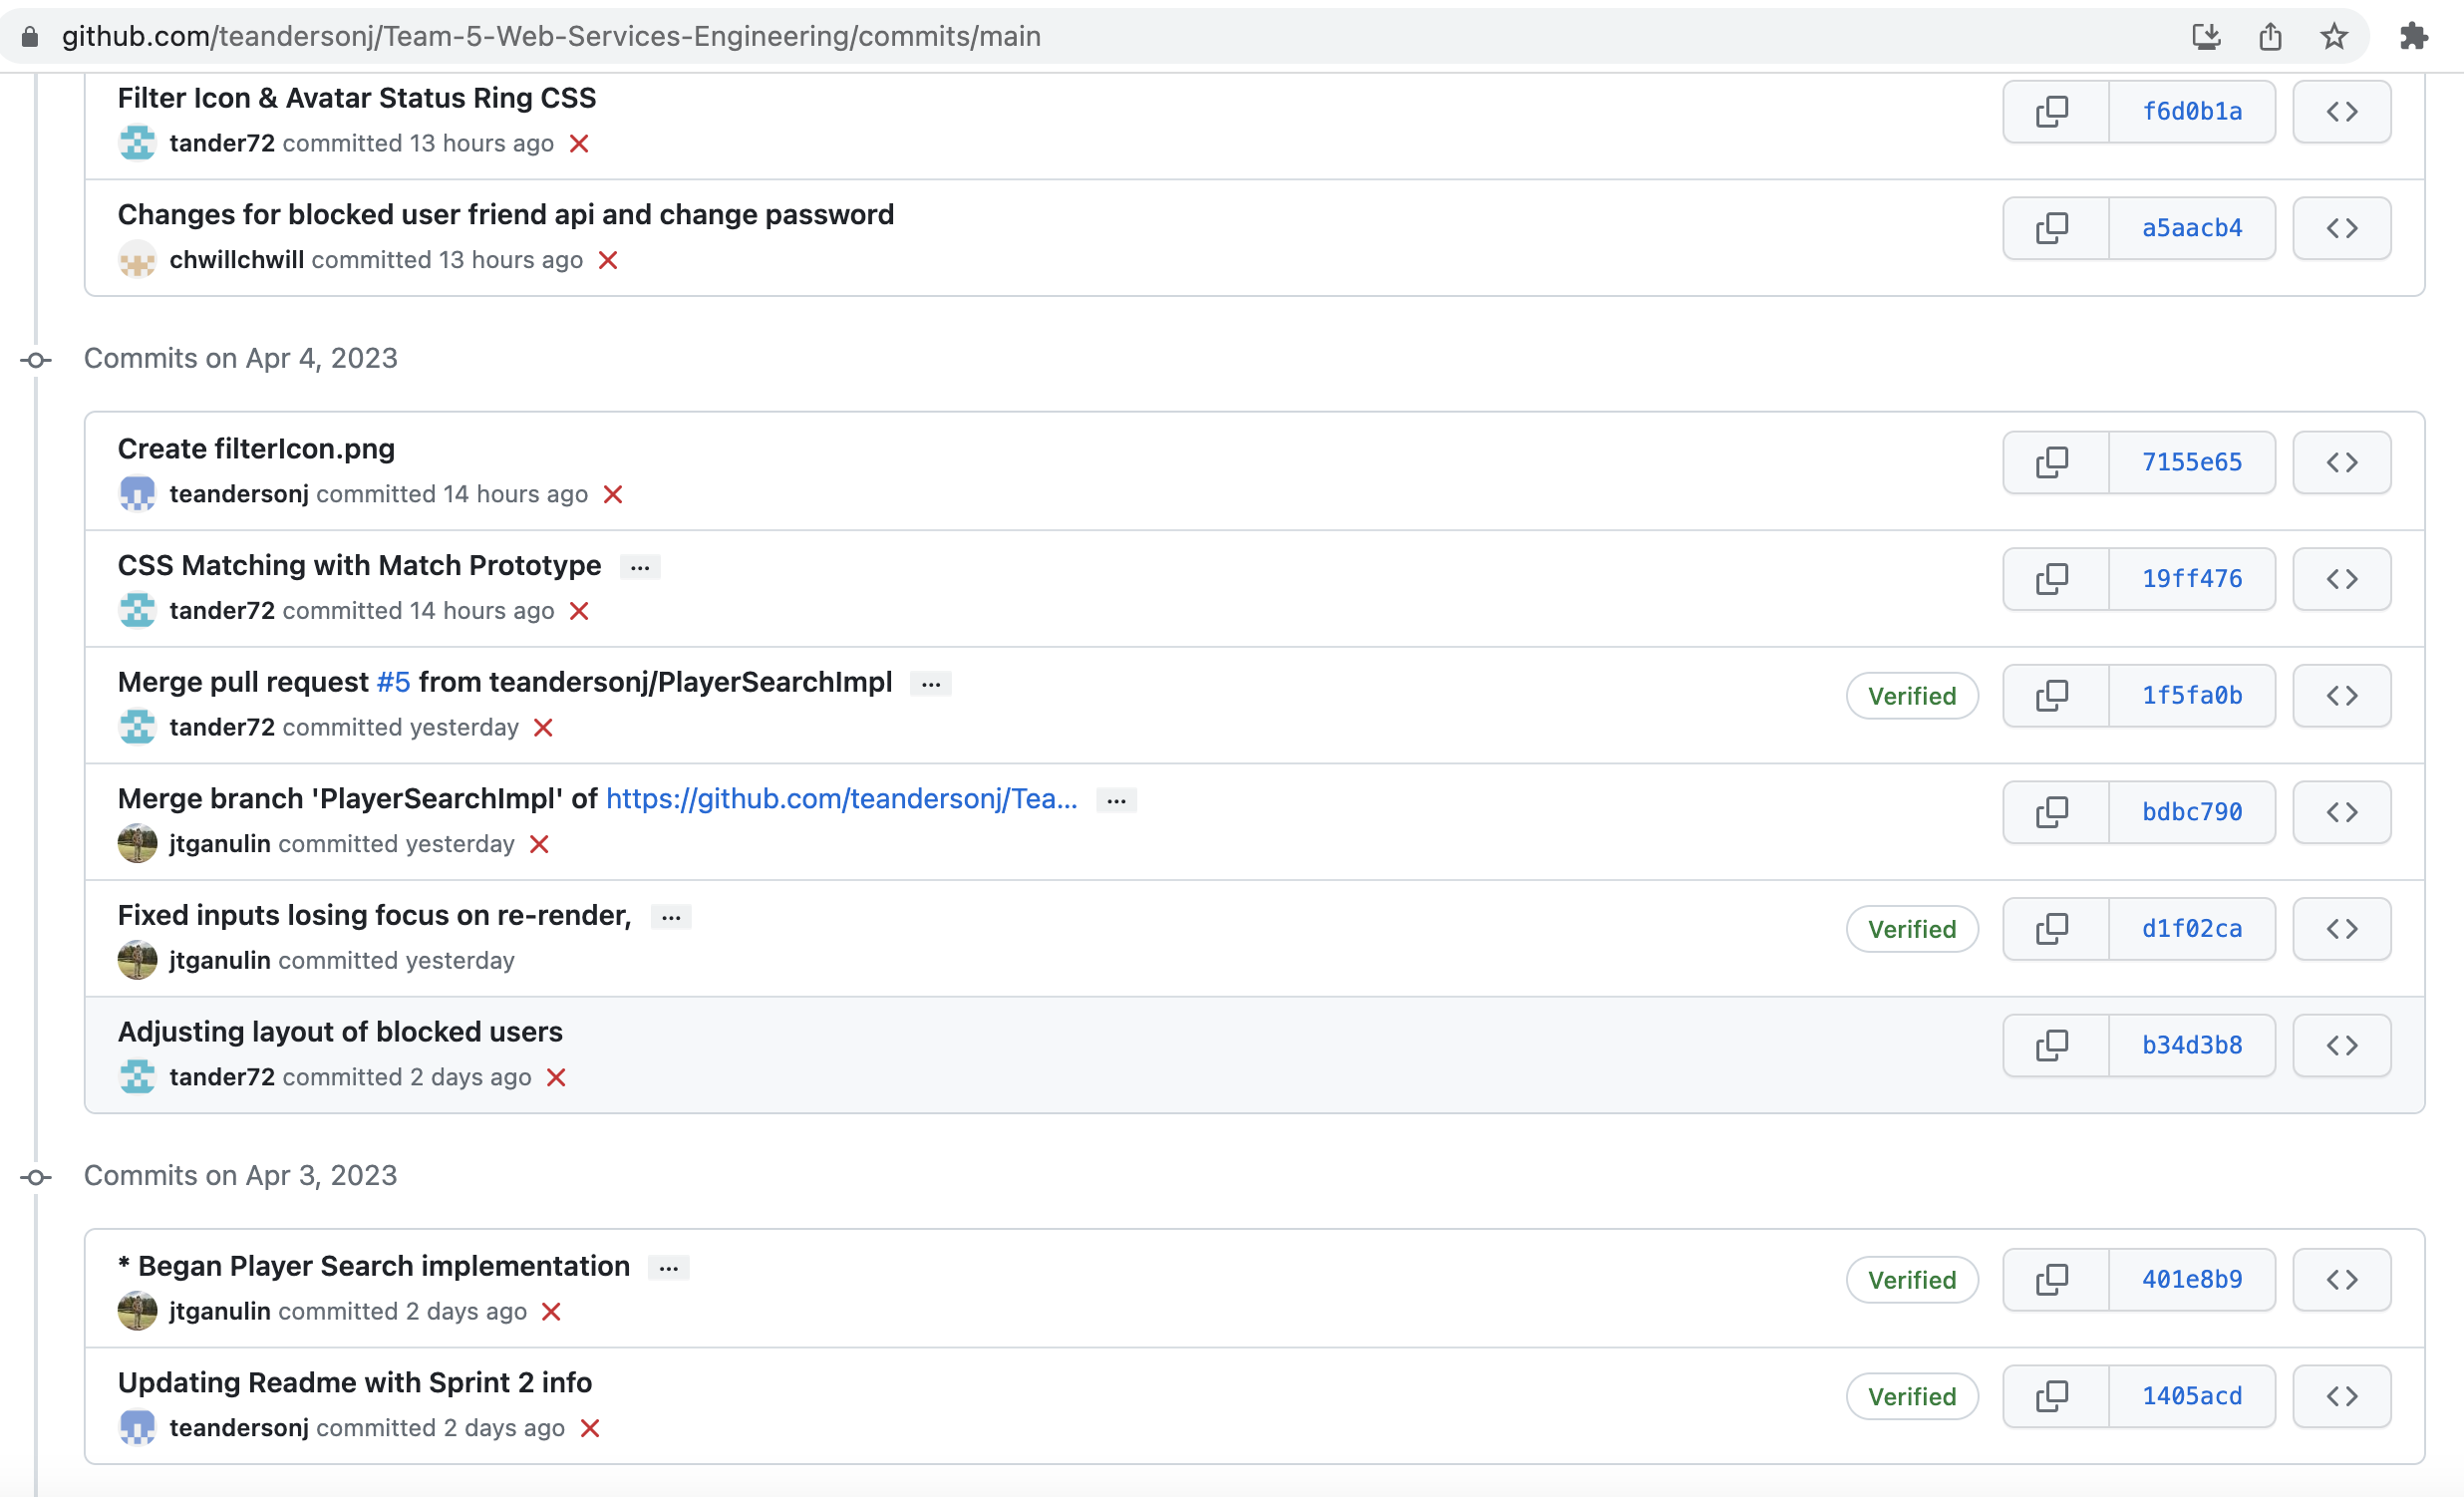 github.com/teandersonj/Team-5-Web-Services-Engineering/commits/main
Filter Icon & Avatar Status Ring CSS
tander72 committed 13 hours ago
f6d0b1a
Changes for blocked user friend api and change password
chwillchwill committed 13 hours ago
a5aacb4
Commits on Apr 4, 2023
Create filterIcon.png
teandersonj committed 14 hours ago
7155e65
CSS Matching with Match Prototype ...
tander72 committed 14 hours ago
19ff476
Merge pull request #5 from teandersonj/PlayerSearchImpl ...
tander72 committed yesterday
Verified
1f5fa0b
Merge branch 'PlayerSearchImpl' of https://github.com/teandersonj/Tea... ...
jtganulin committed yesterday
bdbc790
Fixed inputs losing focus on re-render, ...
jtganulin committed yesterday
Verified
d1f02ca
Adjusting layout of blocked users
tander72 committed 2 days ago
b34d3b8
Commits on Apr 3, 2023
* Began Player Search implementation ...
jtganulin committed 2 days ago
Verified
401e8b9
Updating Readme with Sprint 2 info
teandersonj committed 2 days ago
Verified
1405acd